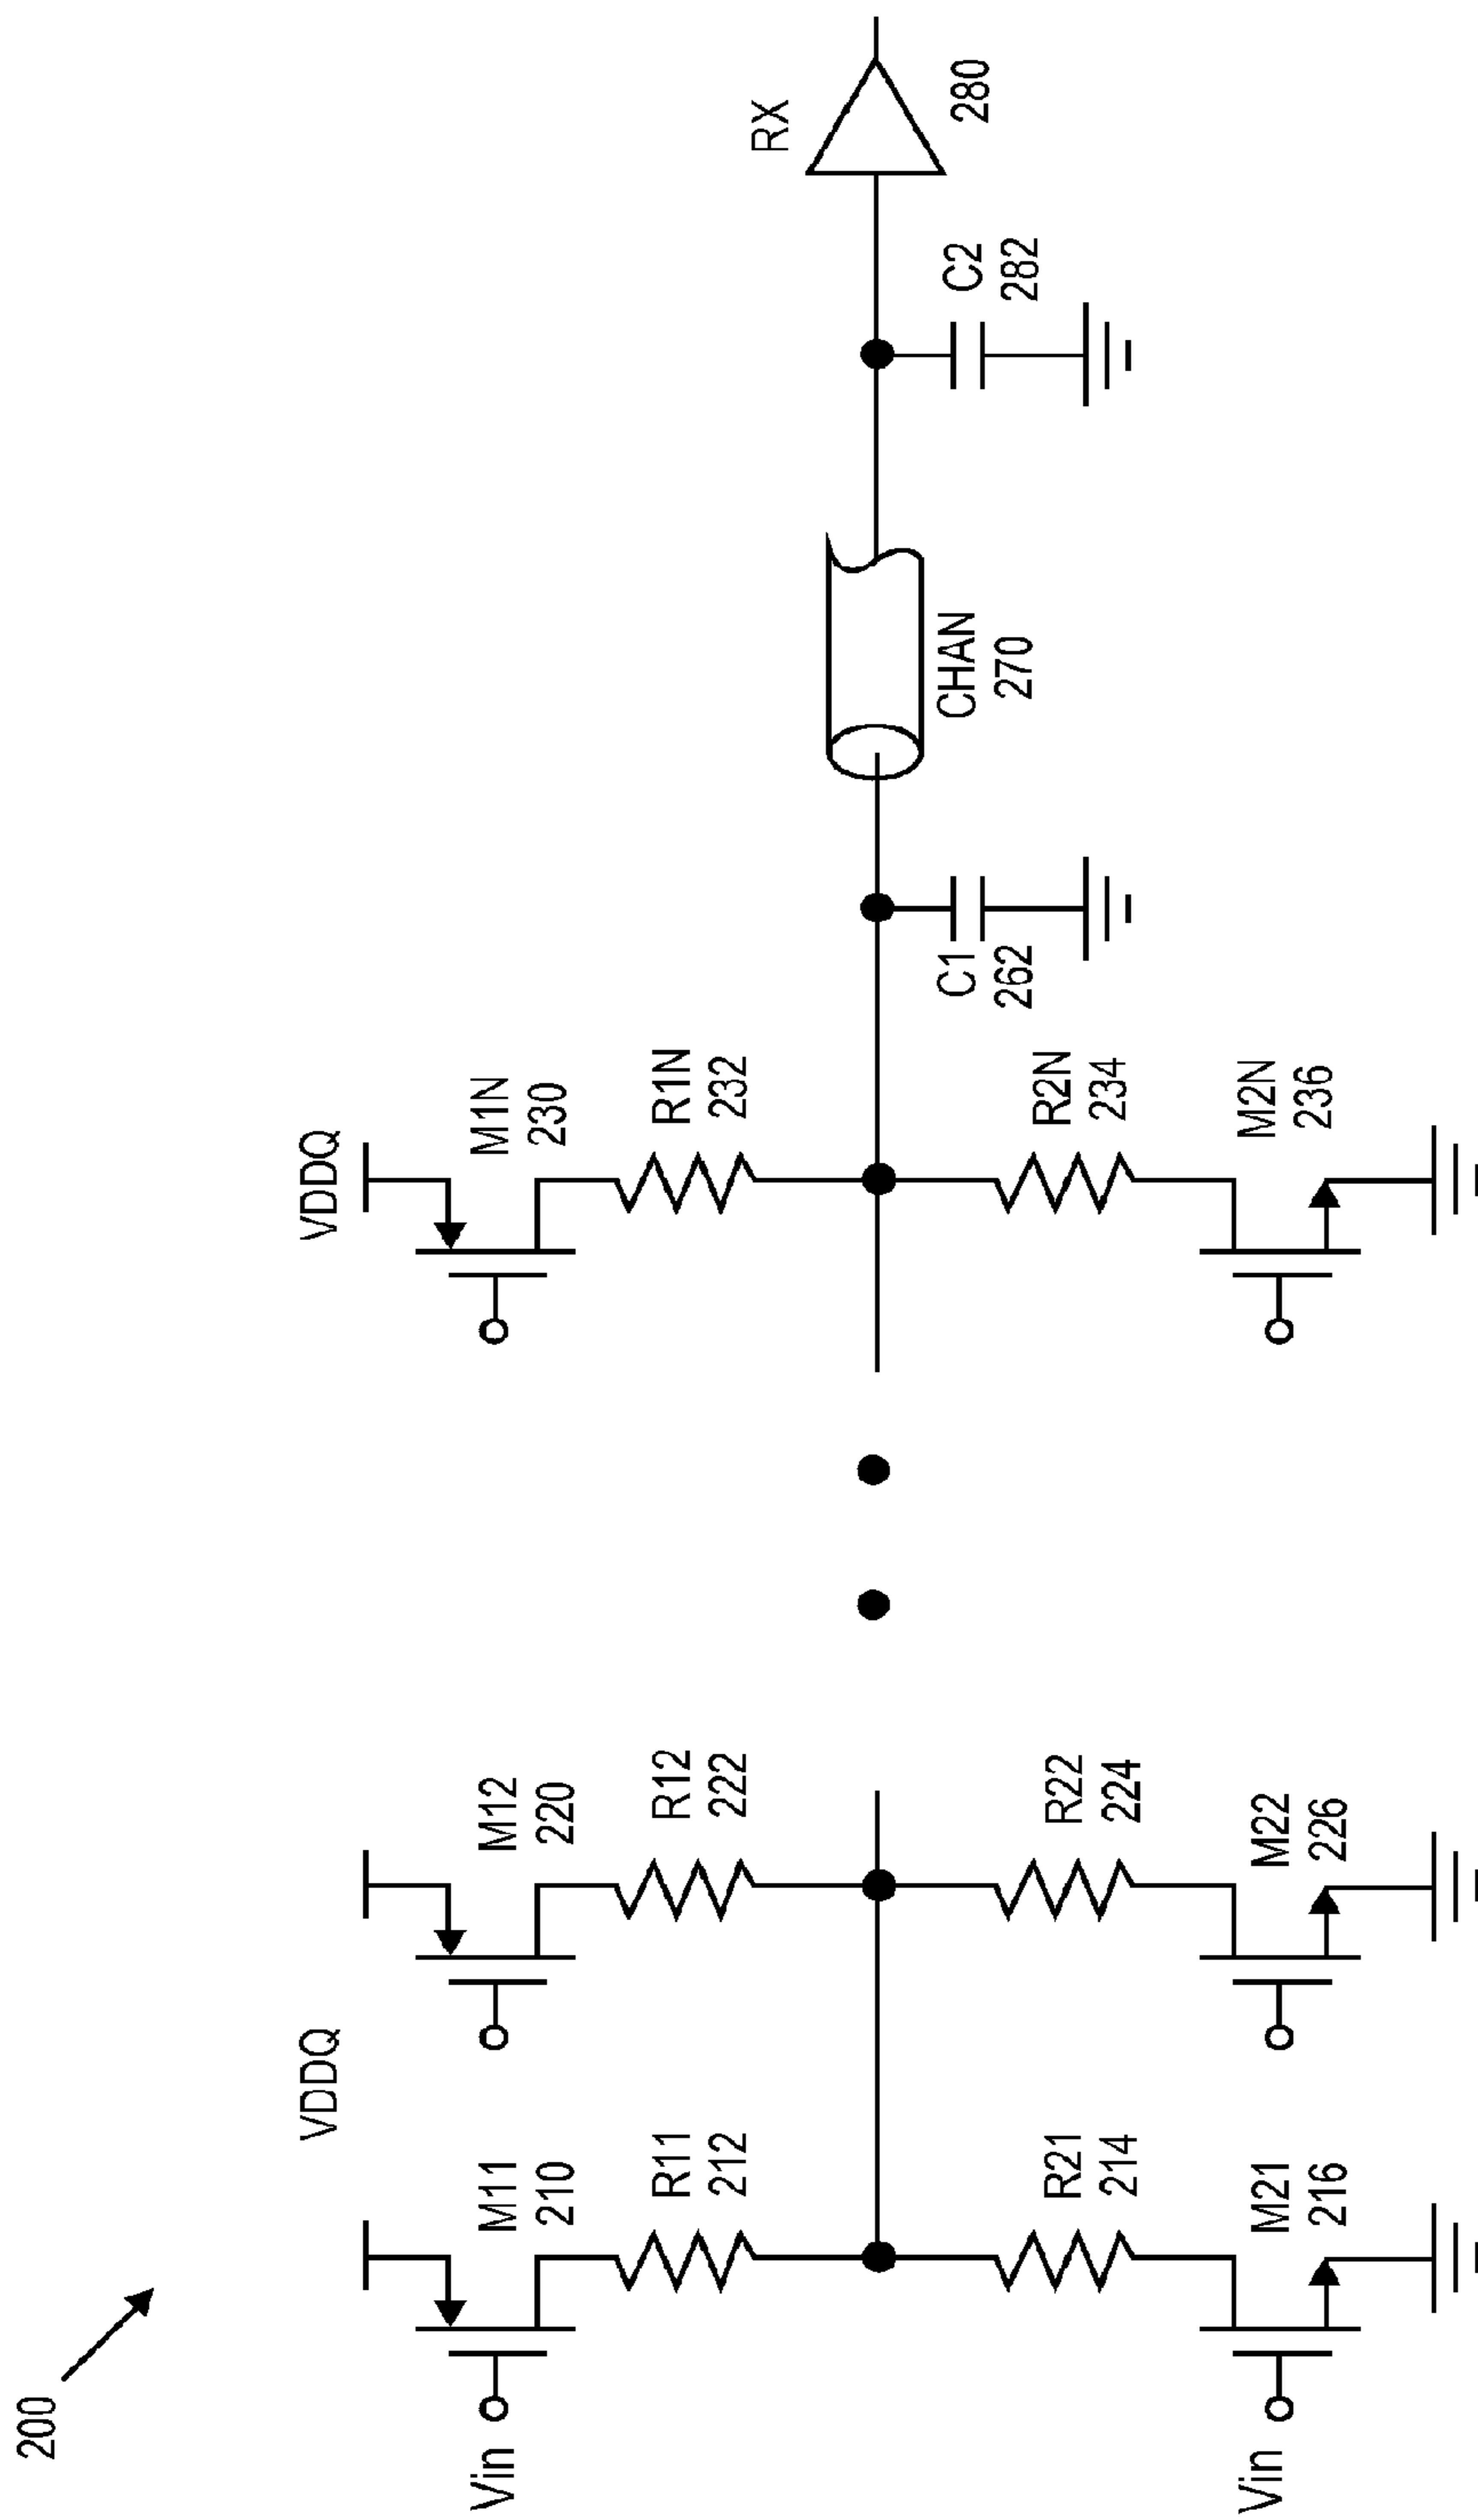 200
VDDQ
VDDQ
Vin
M11
210
M12
220
M1N
230
R11
212
R12
222
R1N
232
RX
280
CHAN
270
C1
262
C2
282
R21
214
R22
224
R2N
234
Vin
M21
216
M22
226
M2N
236